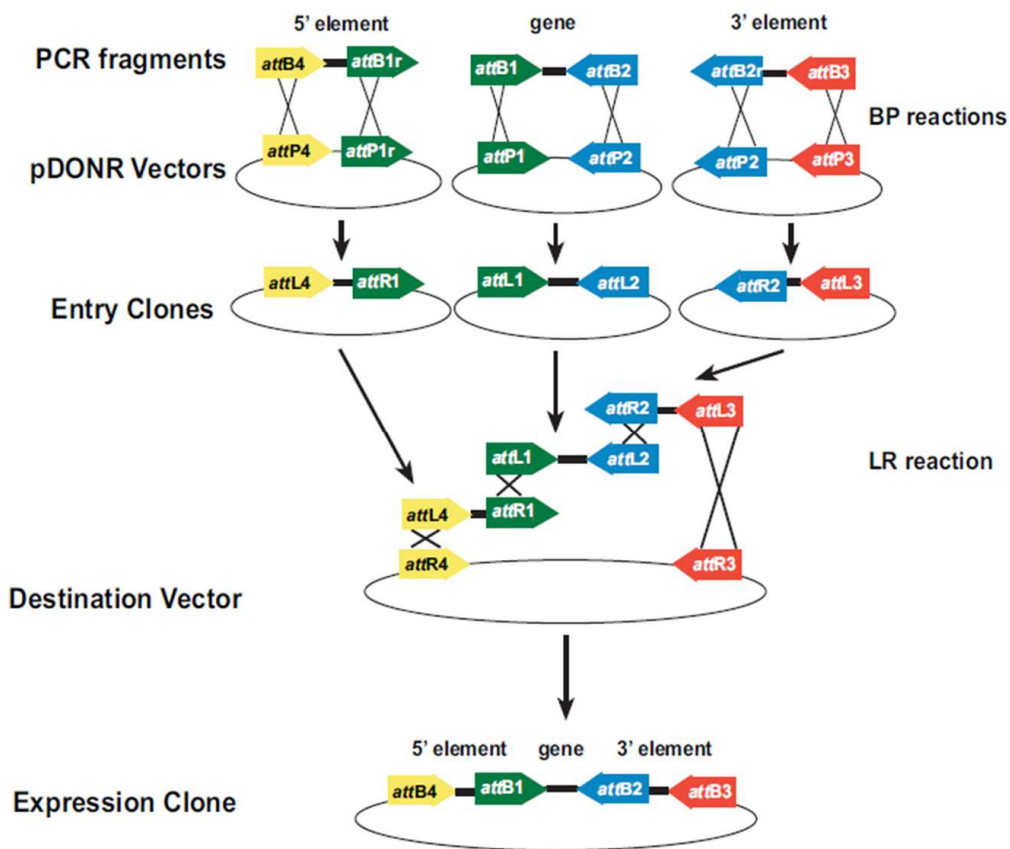 5’ element gene 3’ element
PCR fragments attB4 attB1r attB1 attB2 attB2r attB3
BP reactions
pDONR Vectors attP4 attP1r attP1 attP2 attP2 attP3
Entry Clones attL4 attR1 attL1 attL2 attR2 attL3
attR2 attL3
attL1 attL2 LR reaction
attL4 attR1
attR4 attR3
Destination Vector
5’ element gene 3’ element
Expression Clone attB4 attB1 attB2 attB3